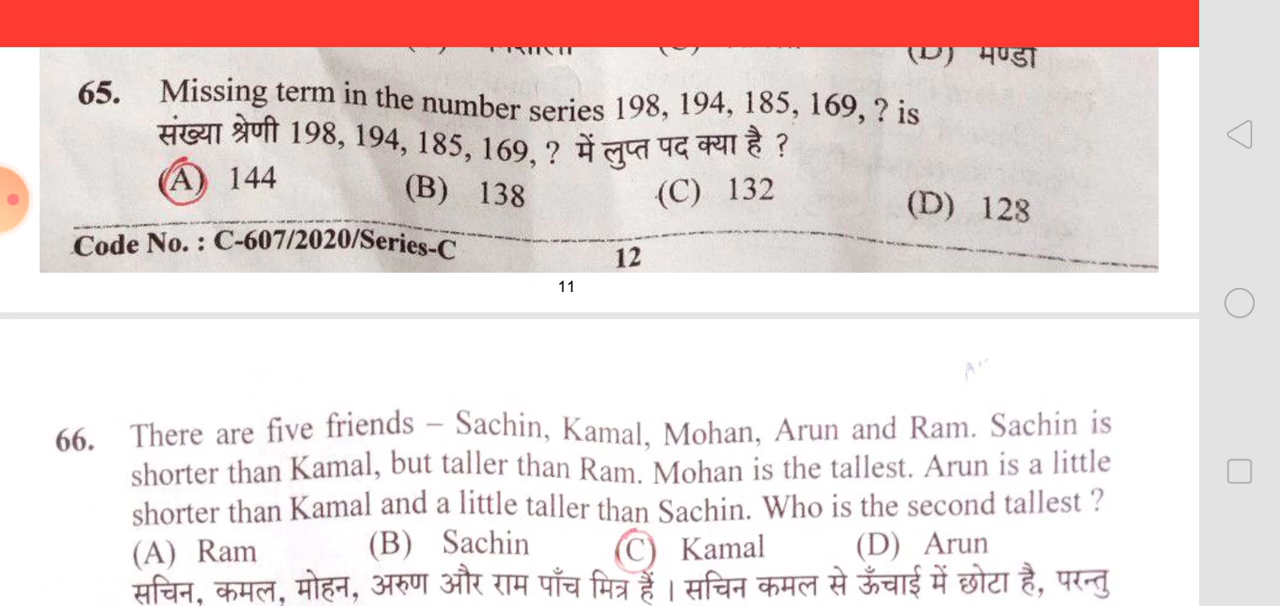 (D) मण्डी
65. Missing term in the number series 198, 194, 185, 169, ? is
संख्या श्रेणी 198, 194, 185, 169, ? में लुप्त पद क्या है ?
(A) 144 (B) 138 (C) 132 (D) 128
Code No. : C-607/2020/Series-C 12
11
66. There are five friends – Sachin, Kamal, Mohan, Arun and Ram. Sachin is
shorter than Kamal, but taller than Ram. Mohan is the tallest. Arun is a little
shorter than Kamal and a little taller than Sachin. Who is the second tallest ?
(A) Ram (B) Sachin (C) Kamal (D) Arun
सचिन, कमल, मोहन, अरुण और राम पाँच मित्र हैं । सचिन कमल से ऊँचाई में छोटा है, परन्तु